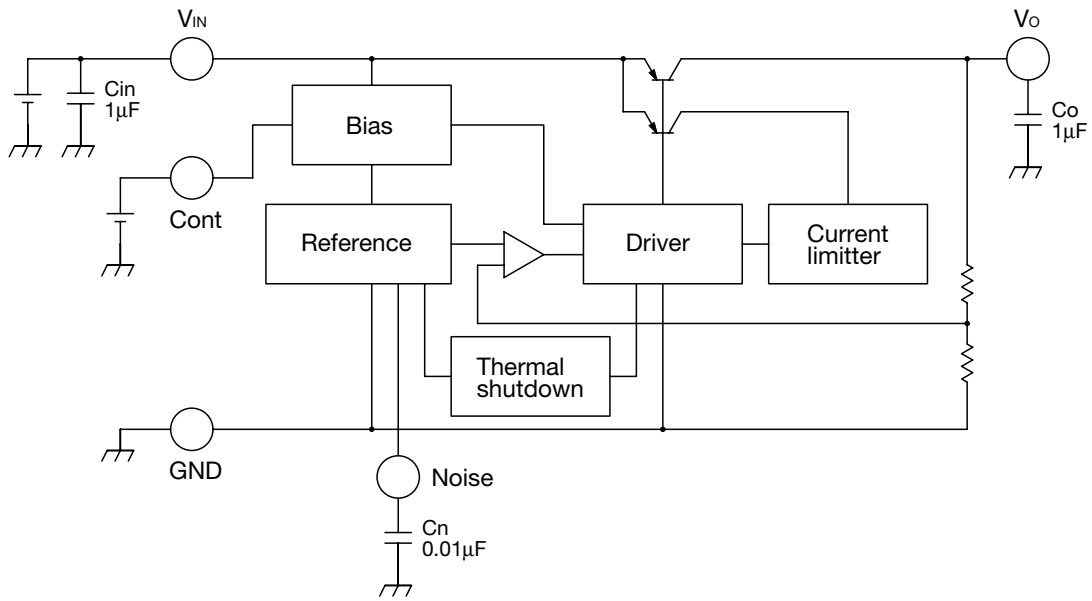 VIN
VO
Cin
1μF
Co
1μF
Bias
Cont
Reference
Driver
Current
limitter
Thermal
shutdown
GND
Noise
Cn
0.01μF